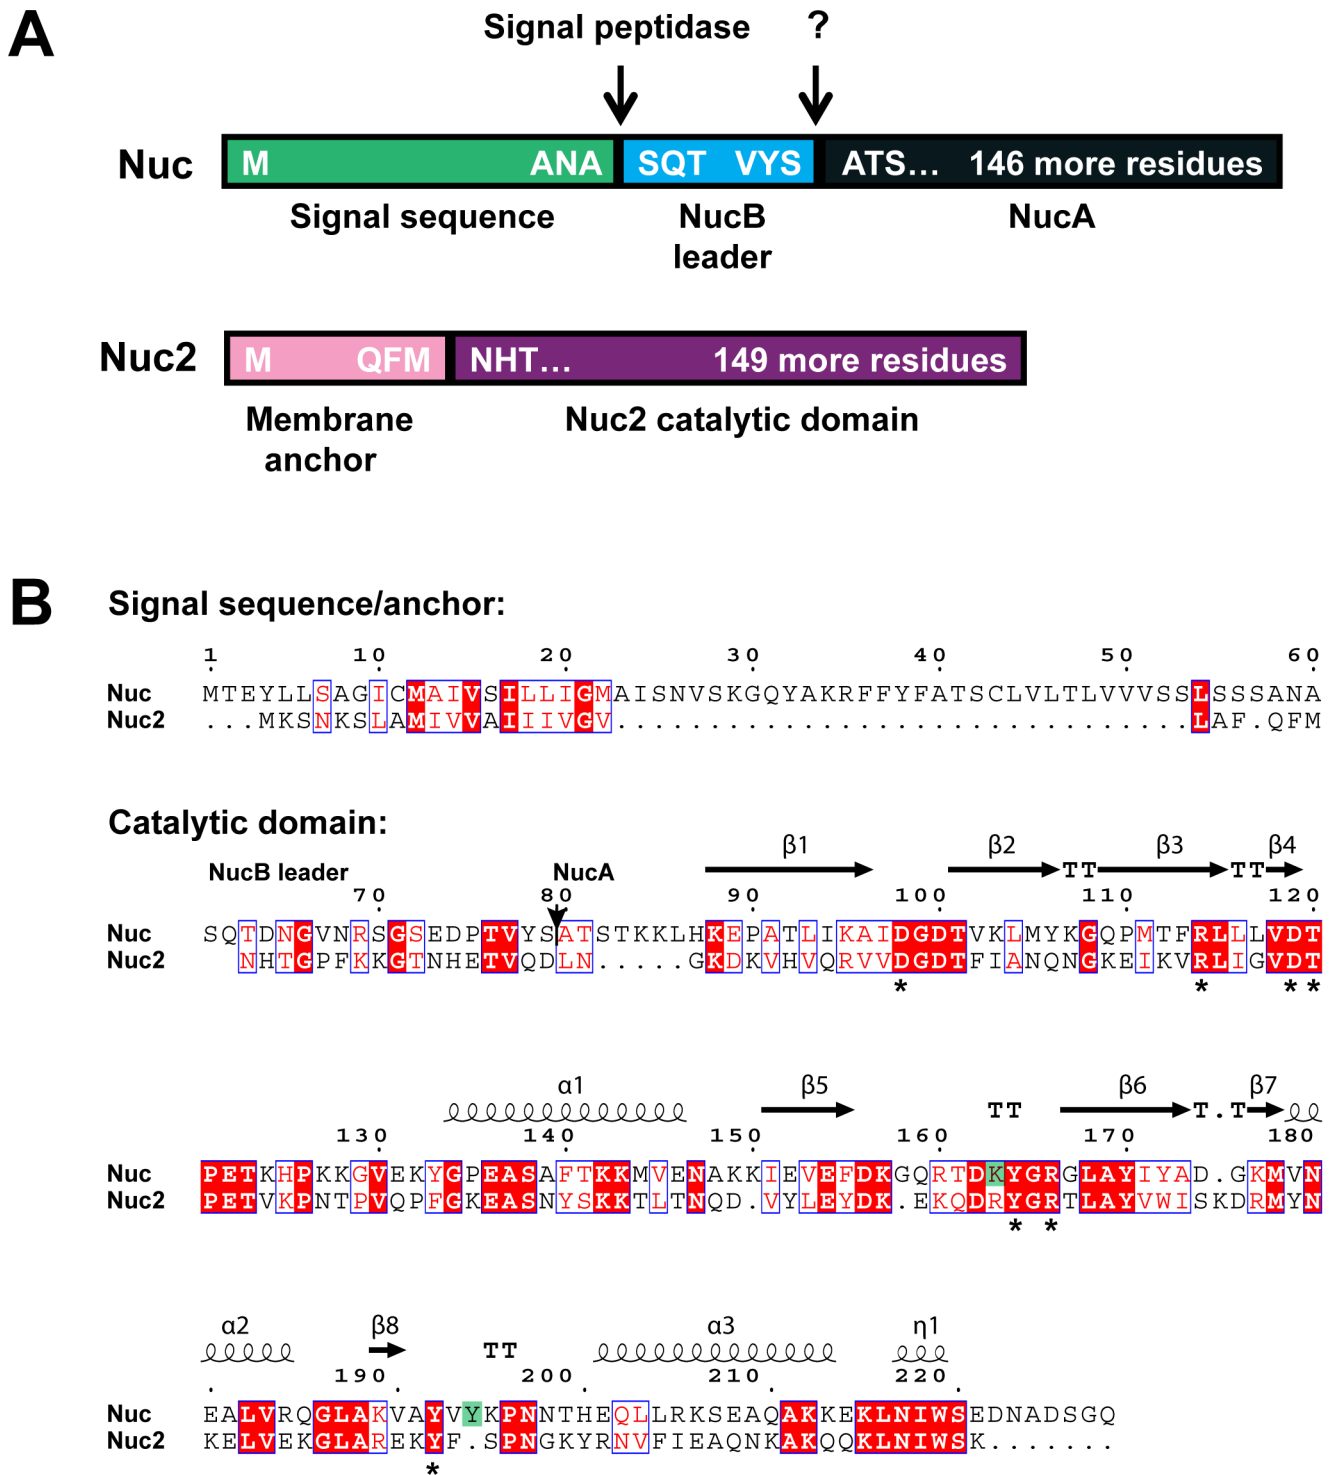 A
Signal peptidase ?
Nuc M ANA SQT VYS ATS... 146 more residues
Signal sequence NucB leader NucA
Nuc2 M QFM NHT... 149 more residues
Membrane anchor Nuc2 catalytic domain
B
Signal sequence/anchor:
1 10 20 30 40 50 60
Nuc MTEYLLSAGICMAIVSILLIGMAISNVSKGQYAKRFFYFATSCLVLTLVVVSSLSSSANA
Nuc2 ...MKSNKSLAMIVVAIIIVGV...............................LAF.QFM
Catalytic domain:
β1 β2 TT β3 TT β4
NucB leader NucA
70 80 90 100 110 120
Nuc SQTDNGVNRSGSEDPTVYSATSTKKLHKEPATLIKAIDGDTVKLMYKGQPMTFRLLLVDT
Nuc2 NHTGPFKKGTNHETVQDLN.....GKDKVHVQRVVDGDTFIANQNGKEIKVRLIGVDT
* * * *
α1 β5 TT β6 T.T β7
130 140 150 160 170 180
Nuc PETKHPKKGVEKYGPEASAFTKKMVENAKKIEVEFDKGQRTDKYGRGLAYIYAD.GKMVN
Nuc2 PETVKPNTPVQPFGKEASNYSKKTLTNQD.VYLEYDK.EKQDRYGRTLAYVWISKDRMYN
* *
α2 β8 TT α3 η1
190 200 210 220
Nuc EALVRQGLAKVAYVYKPNNTHEQLLRKSEAQAKKEKLNIWSEDNADSGQ
Nuc2 KELVEKGLAREKYF.SPNGKYRNVFIEAQNKAKQQKLNIWSK.......
*